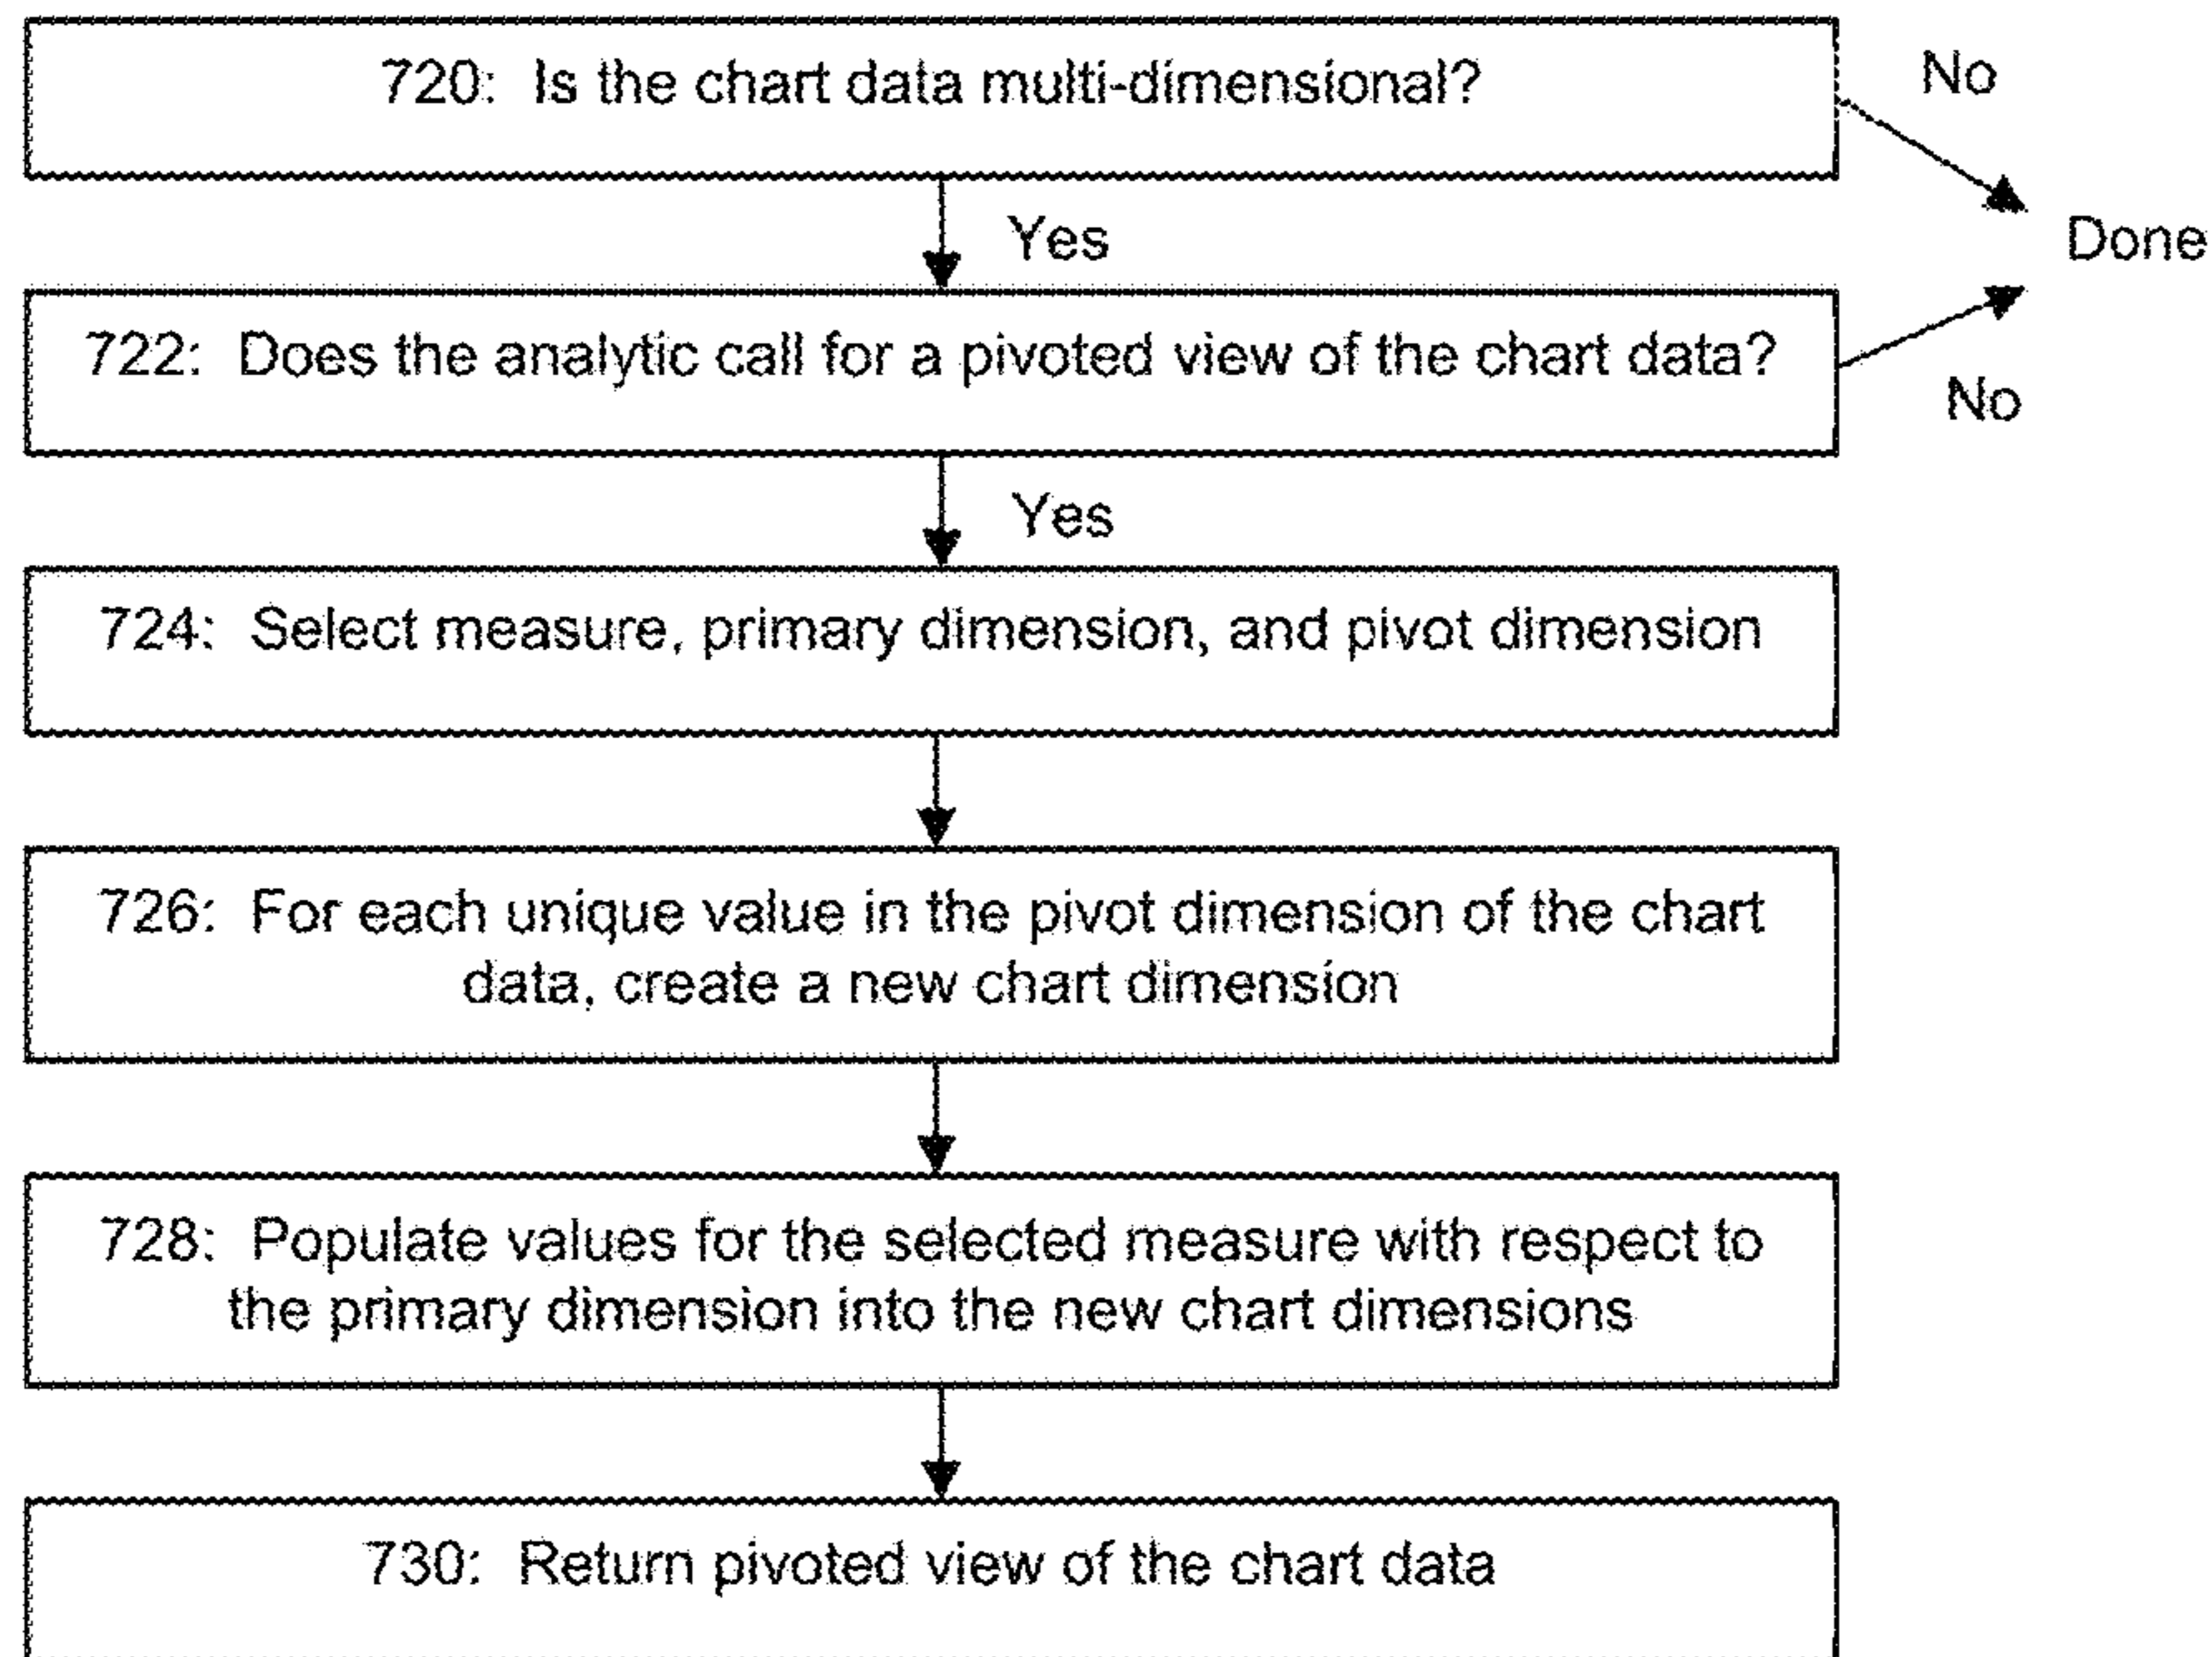 720: Is the chart data multi-dimensional?
No
Yes
Done
722: Does the analytic call for a pivoted view of the chart data?
No
Yes
724: Select measure, primary dimension, and pivot dimension
726: For each unique value in the pivot dimension of the chart
data, create a new chart dimension
728: Populate values for the selected measure with respect to
the primary dimension into the new chart dimensions
730: Return pivoted view of the chart data